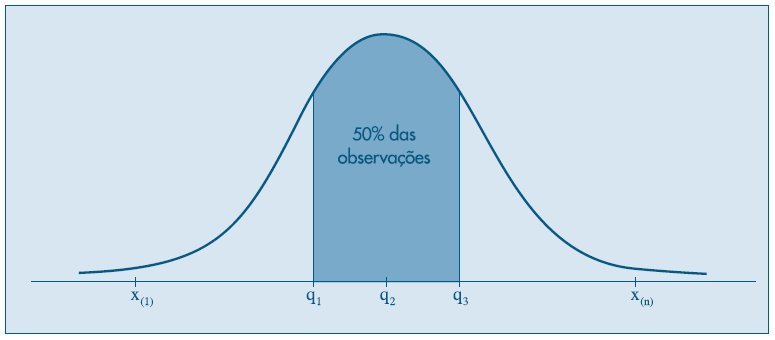 50% das
observações
x(1) q1 q2 q3 x(n)